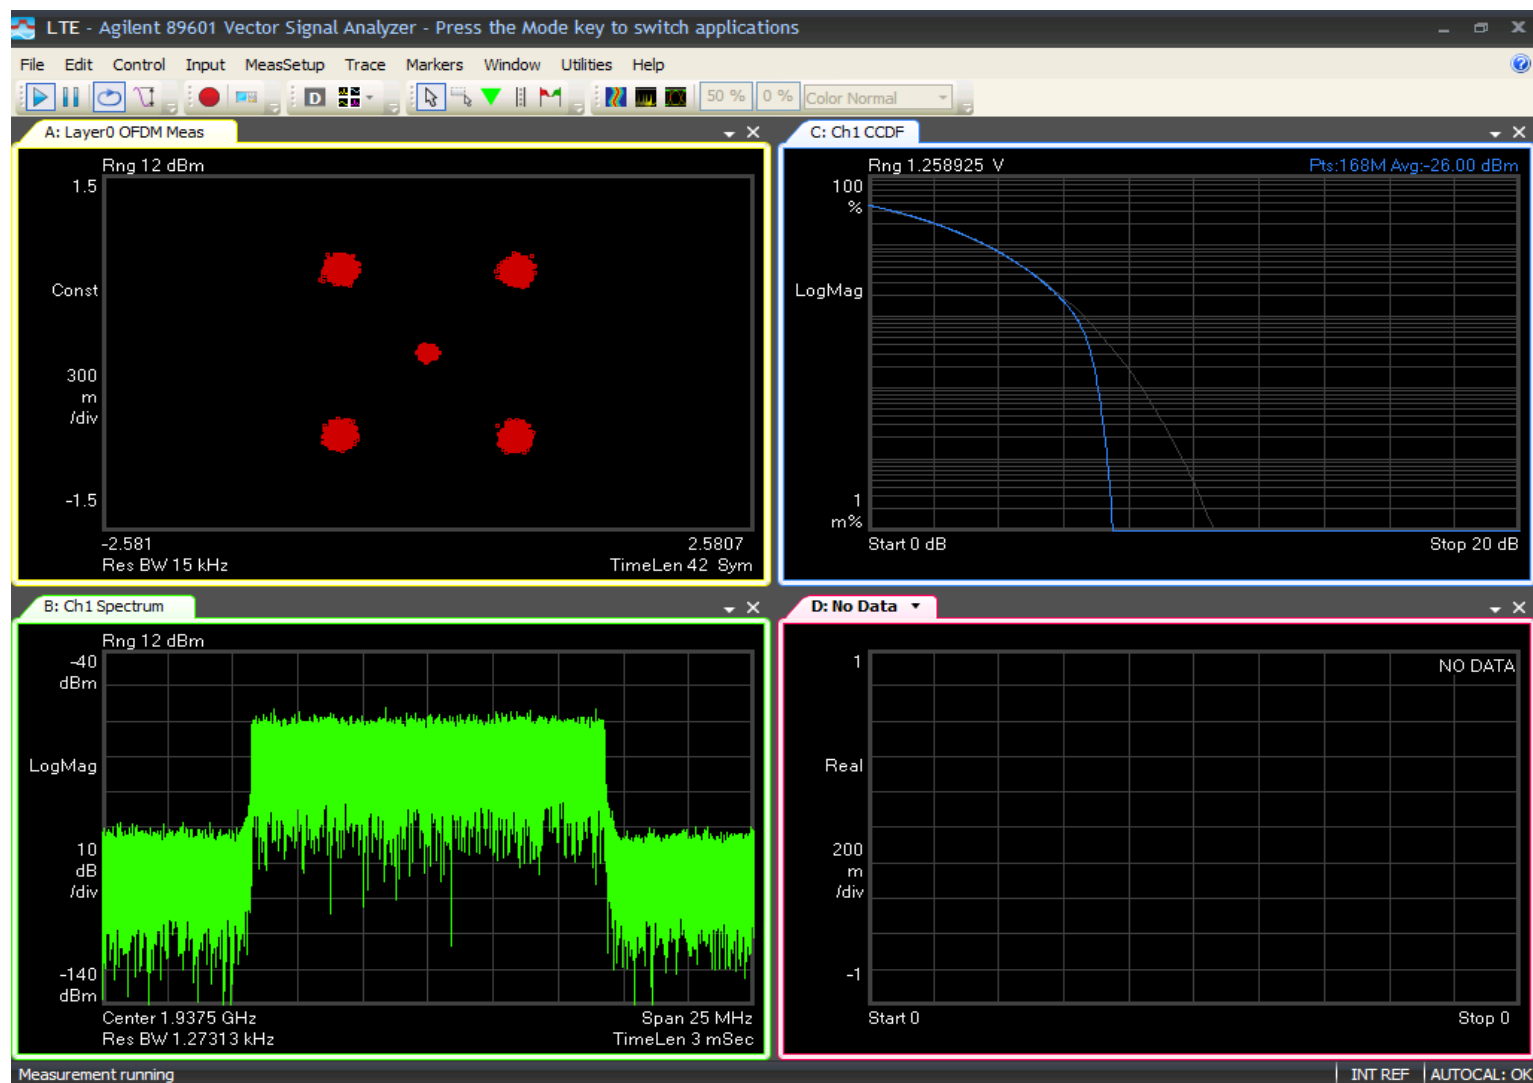 LTE - Agilent 89601 Vector Signal Analyzer - Press the Mode key to switch applications
File Edit Control Input MeasSetup Trace Markers Window Utilities Help
D 50 % 0 % Color Normal
A: Layer0 OFDM Meas
Rng 12 dBm
1.5
Const
300
m
/div
-1.5
-2.581 2.5807
Res BW 15 kHz TimeLen 42 Sym
C: Ch1 CCDF
Rng 1.258925 V Pts:168M Avg:-26.00 dBm
100
%
LogMag
1
m%
Start 0 dB Stop 20 dB
B: Ch1 Spectrum
Rng 12 dBm
-40
dBm
LogMag
10
dB
/div
-140
dBm
Center 1.9375 GHz Span 25 MHz
Res BW 1.27313 kHz TimeLen 3 mSec
D: No Data
1 NO DATA
Real
200
m
/div
-1
Start 0 Stop 0
Measurement running INT REF AUTOCAL: OK